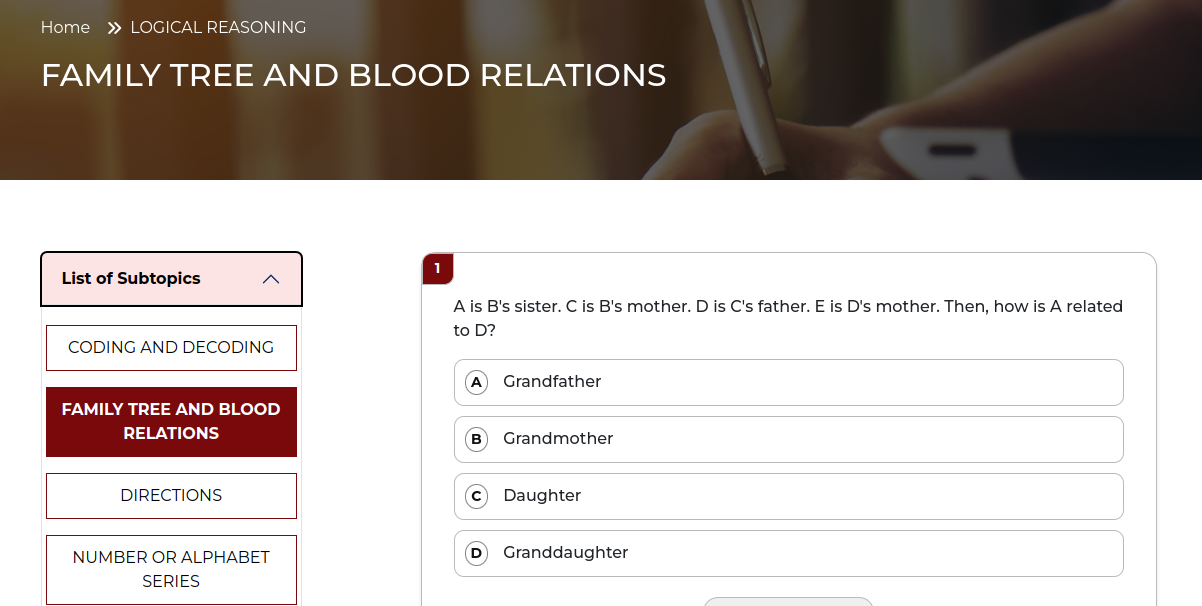 Home » LOGICAL REASONING
FAMILY TREE AND BLOOD RELATIONS
List of Subtopics
CODING AND DECODING
FAMILY TREE AND BLOOD
RELATIONS
DIRECTIONS
NUMBER OR ALPHABET
SERIES
1
A is B's sister. C is B's mother. D is C's father. E is D's mother. Then, how is A related
to D?
A Grandfather
B Grandmother
C Daughter
D Granddaughter